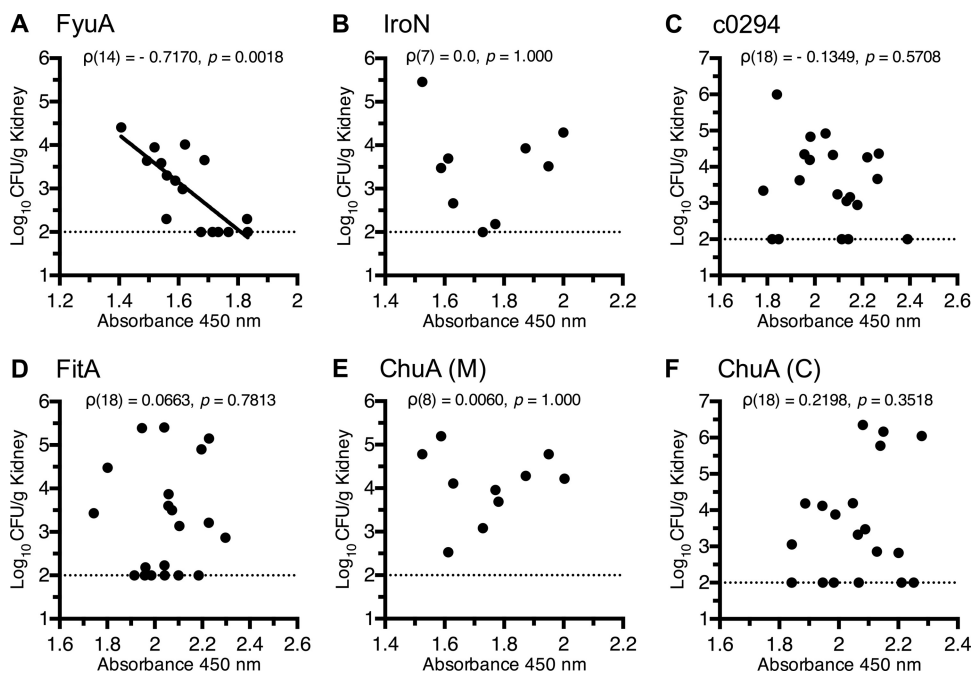 A FyuA
ρ(14) = - 0.7170, p = 0.0018
6
5
4
3
2
1
Log10 CFU/g Kidney
1.2 1.4 1.6 1.8 2
Absorbance 450 nm
B IroN
ρ(7) = 0.0, p = 1.000
6
5
4
3
2
1
Log10 CFU/g Kidney
1.4 1.6 1.8 2 2.2
Absorbance 450 nm
C c0294
ρ(18) = - 0.1349, p = 0.5708
7
6
5
4
3
2
1
Log10 CFU/g Kidney
1.6 1.8 2 2.2 2.4 2.6
Absorbance 450 nm
D FitA
ρ(18) = 0.0663, p = 0.7813
6
5
4
3
2
1
Log10 CFU/g Kidney
1.6 1.8 2 2.2 2.4 2.6
Absorbance 450 nm
E ChuA (M)
ρ(8) = 0.0060, p = 1.000
6
5
4
3
2
1
Log10 CFU/g Kidney
1.4 1.6 1.8 2 2.2
Absorbance 450 nm
F ChuA (C)
ρ(18) = 0.2198, p = 0.3518
7
6
5
4
3
2
1
Log10 CFU/g Kidney
1.6 1.8 2 2.2 2.4
Absorbance 450 nm